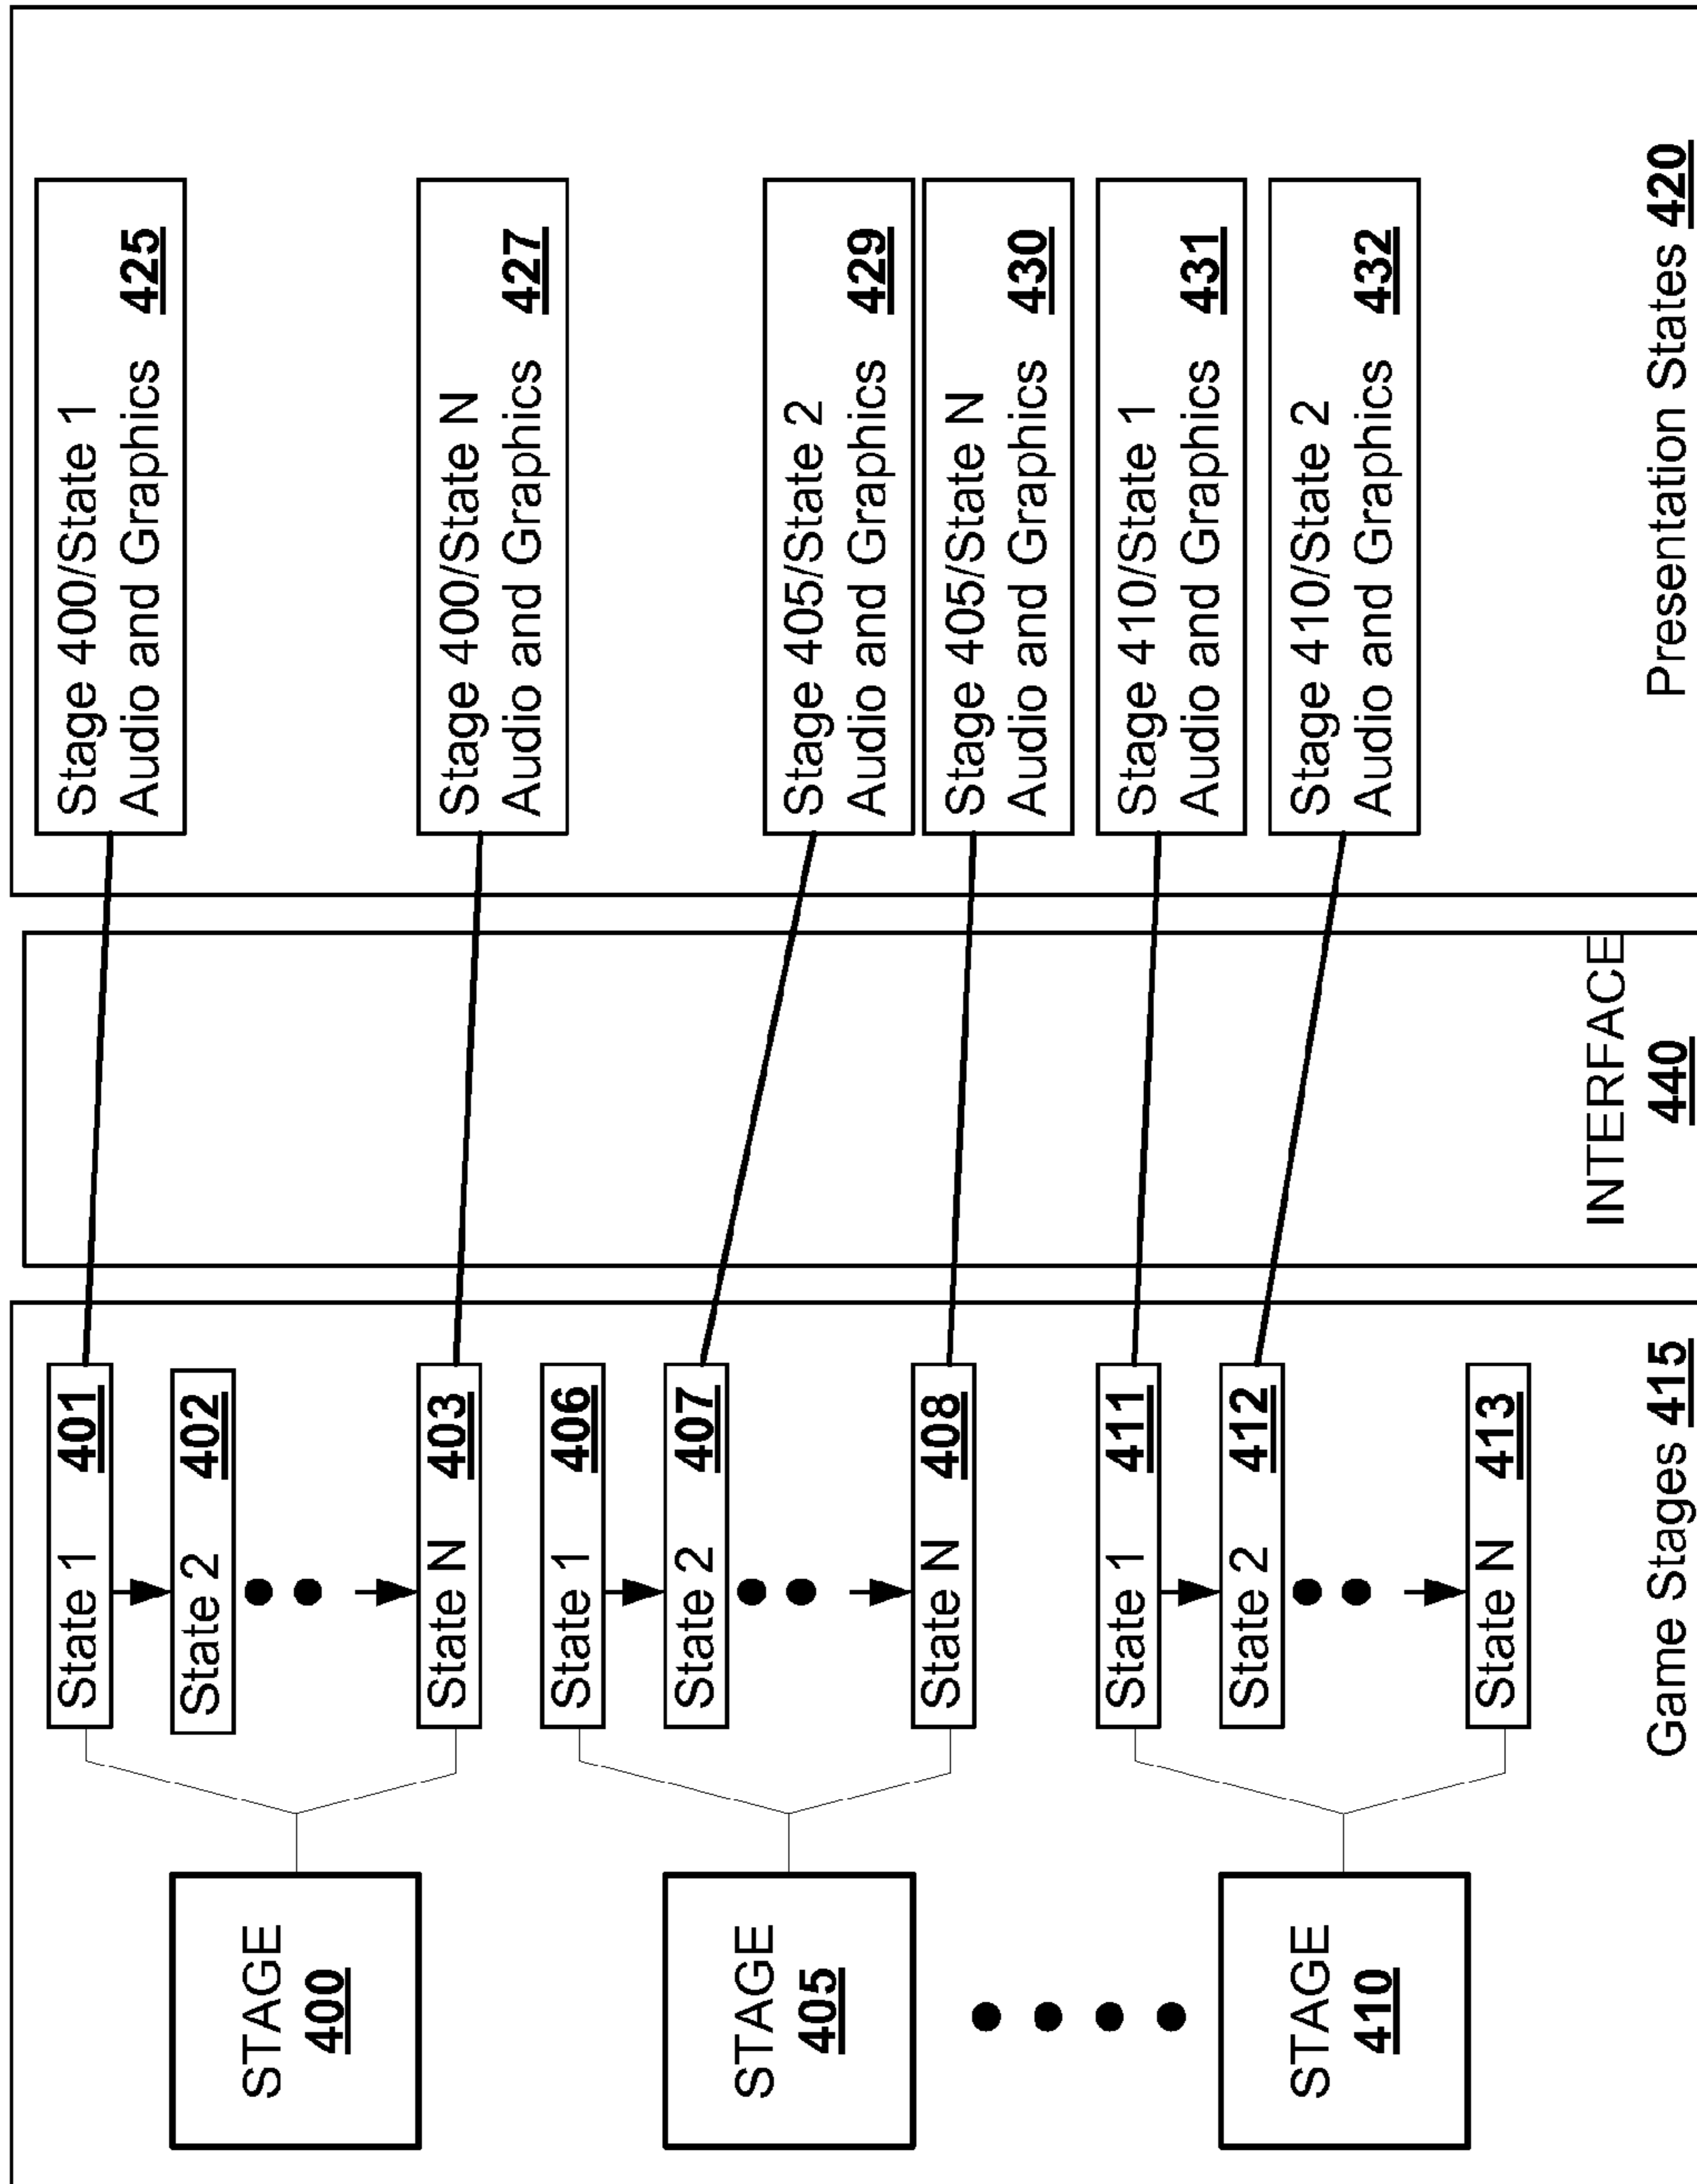 STAGE
400
State 1 401
State 2 402
State N 403
STAGE
405
State 1 406
State 2 407
State N 408
STAGE
410
State 1 411
State 2 412
State N 413
Game Stages 415
INTERFACE
440
Stage 400/State 1
Audio and Graphics 425
Stage 400/State N
Audio and Graphics 427
Stage 405/State 2
Audio and Graphics 429
Stage 405/State N
Audio and Graphics 430
Stage 410/State 1
Audio and Graphics 431
Stage 410/State 2
Audio and Graphics 432
Presentation States 420